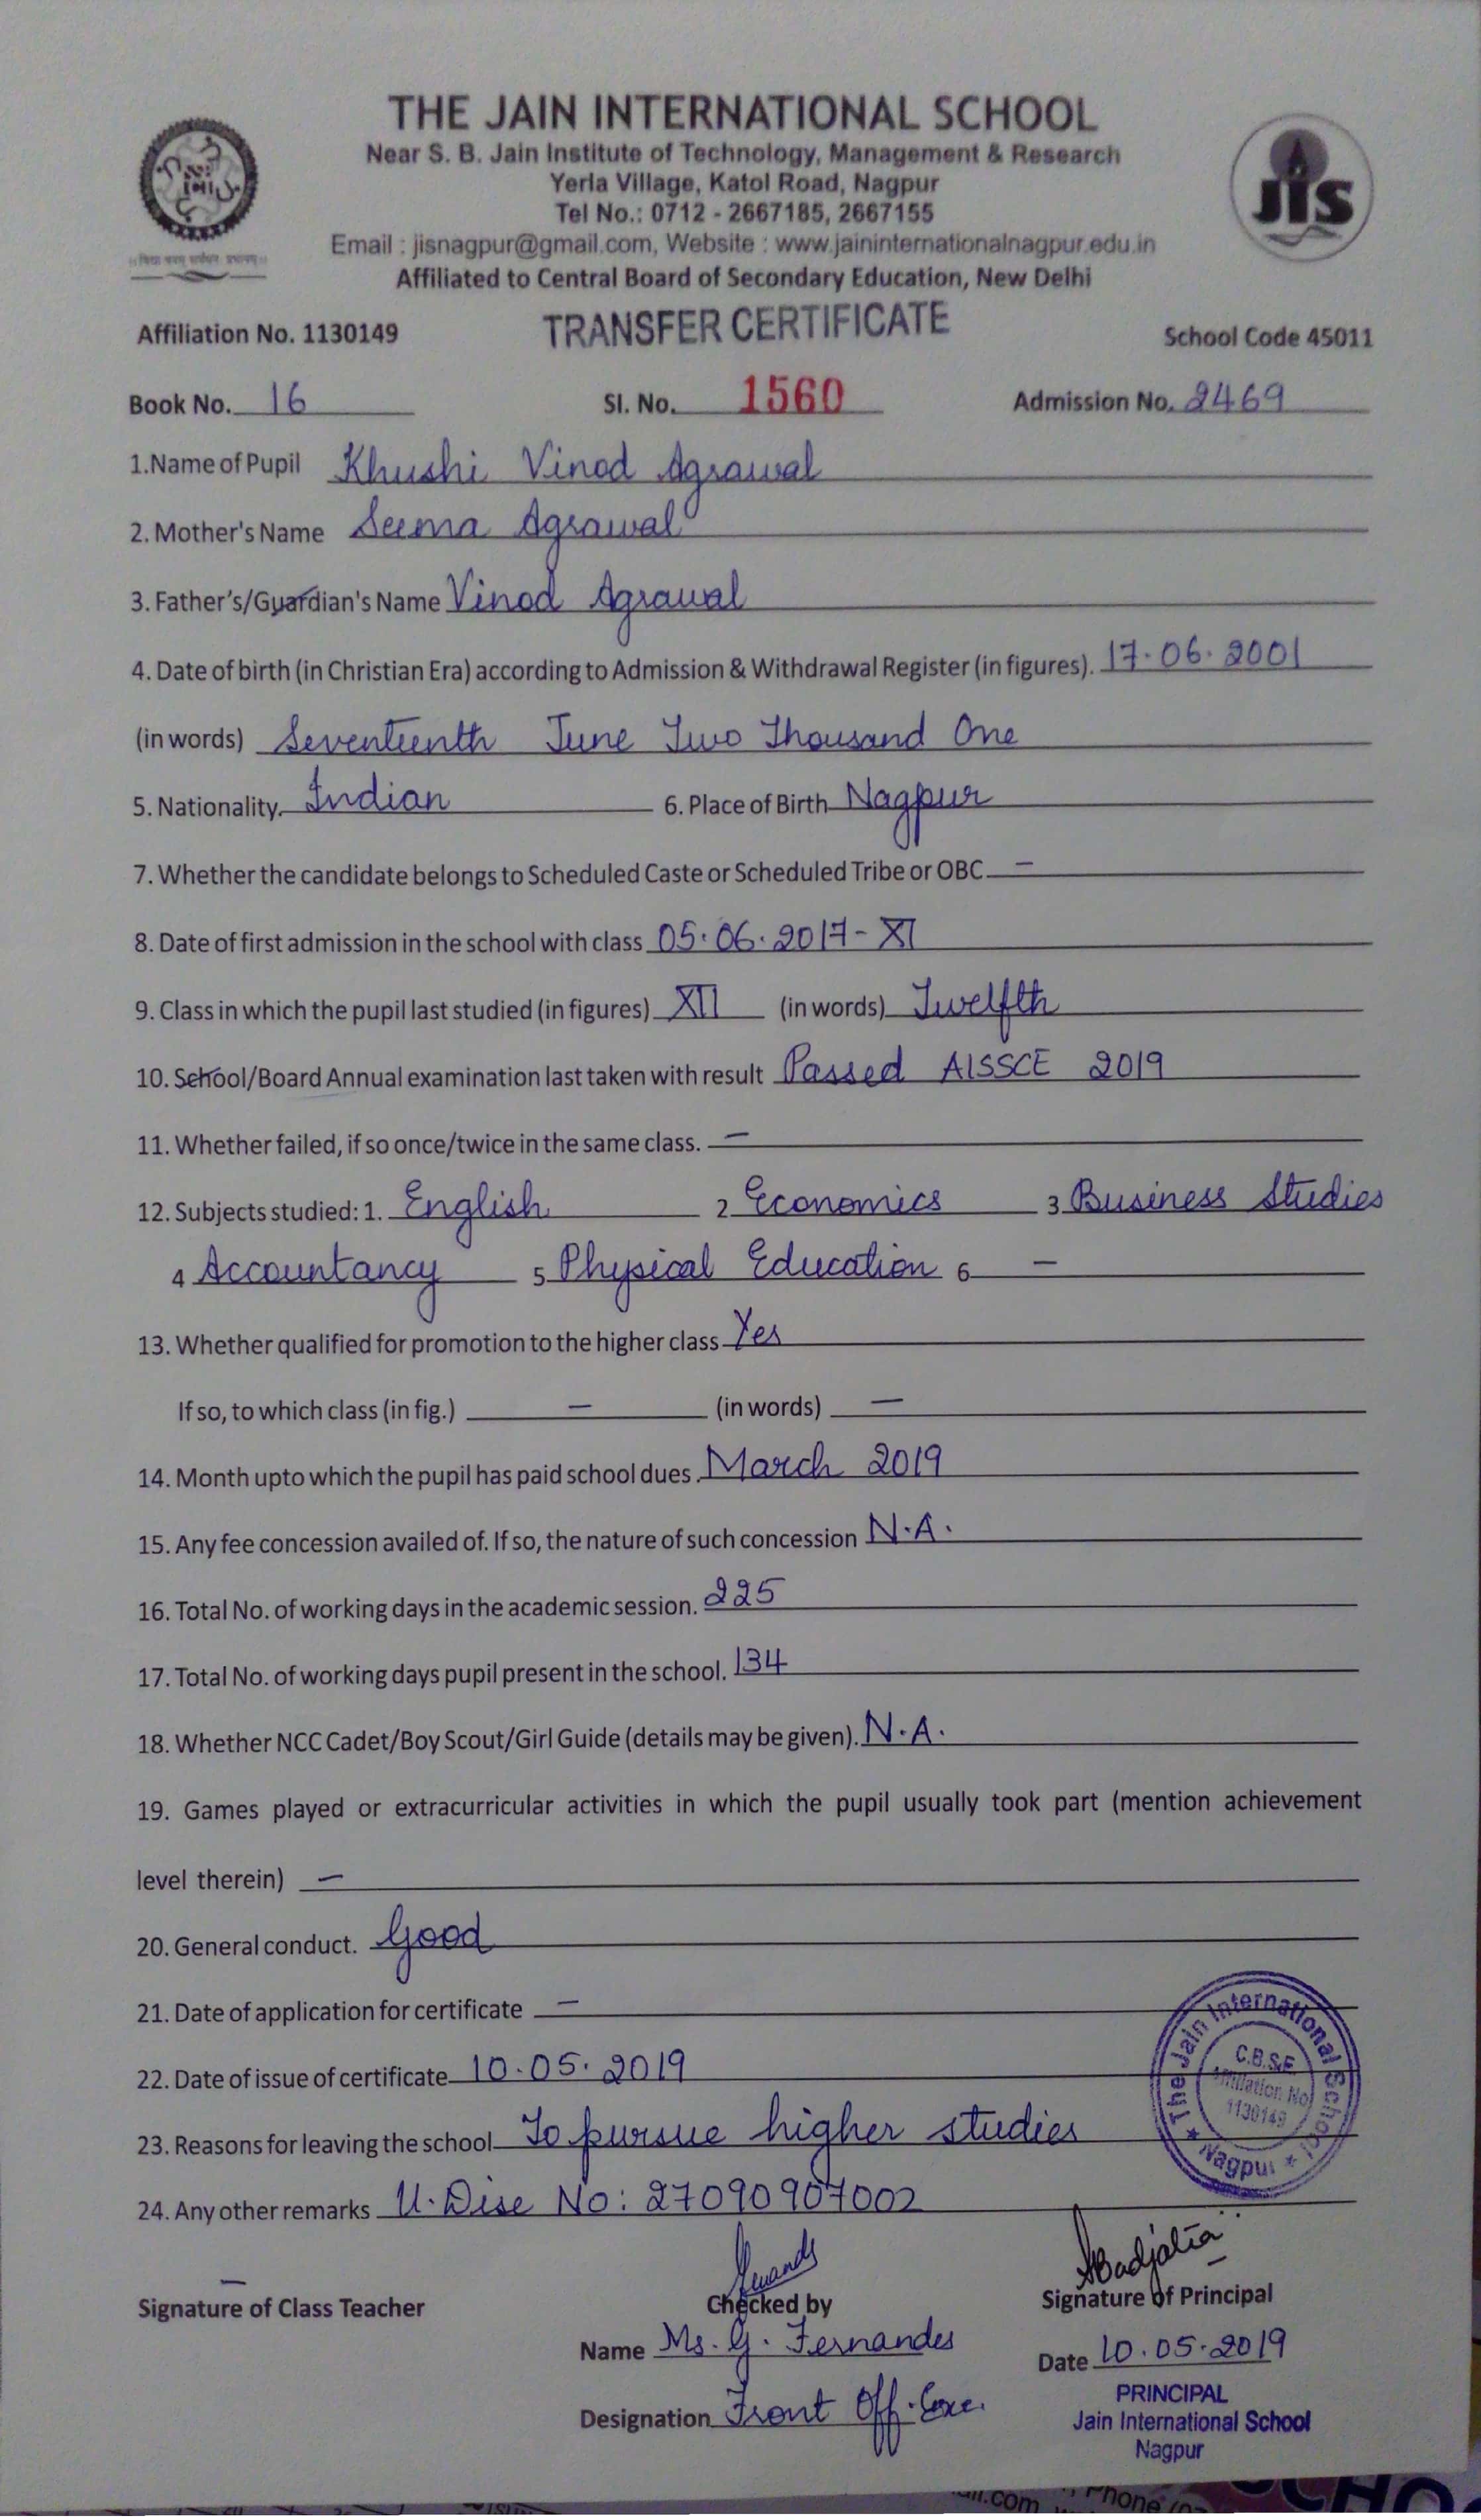 THE JAIN INTERNATIONAL SCHOOL
Near S. B. Jain Institute of Technology, Management & Research
Yerla Village, Katol Road, Nagpur
Tel No.: 0712 - 2667185, 2667155
Email : jisnagpur@gmail.com, Website : www.jaininternationalnagpur.edu.in
Affiliated to Central Board of Secondary Education, New Delhi
JIS
Affiliation No. 1130149 TRANSFER CERTIFICATE School Code 45011
Book No. 16 Sl. No. 1560 Admission No. 2469
1.Name of Pupil Khushi Vinod Agrawal
2. Mother's Name Seema Agrawal
3. Father's/Guardian's Name Vinod Agrawal
4. Date of birth (in Christian Era) according to Admission & Withdrawal Register (in figures). 17.06.2001
(in words) Seventeenth June Two Thousand One
5. Nationality. Indian 6. Place of Birth Nagpur
7. Whether the candidate belongs to Scheduled Caste or Scheduled Tribe or OBC. —
8. Date of first admission in the school with class 05.06.2017 - XI
9. Class in which the pupil last studied (in figures) XII (in words) Twelfth
10. School/Board Annual examination last taken with result Passed AISSCE 2019
11. Whether failed, if so once/twice in the same class. —
12. Subjects studied: 1. English 2 Economics 3 Business Studies
4 Accountancy 5 Physical Education 6 —
13. Whether qualified for promotion to the higher class Yes
If so, to which class (in fig.) — (in words) —
14. Month upto which the pupil has paid school dues. March 2019
15. Any fee concession availed of. If so, the nature of such concession N.A.
16. Total No. of working days in the academic session. 225
17. Total No. of working days pupil present in the school. 134
18. Whether NCC Cadet/Boy Scout/Girl Guide (details may be given). N.A.
19. Games played or extracurricular activities in which the pupil usually took part (mention achievement
level therein) —
20. General conduct. Good
21. Date of application for certificate —
22. Date of issue of certificate 10.05.2019
23. Reasons for leaving the school To pursue higher studies
24. Any other remarks U.Dise No: 27090907002
The Jain International School
C.B.S.E
Affiliation No
1130149
Nagpur
Signature of Class Teacher Checked by Signature of Principal
Name Ms. G. Fernandes Date 10.05.2019
Designation Front Off. Exe.
PRINCIPAL
Jain International School
Nagpur
.com
Phone